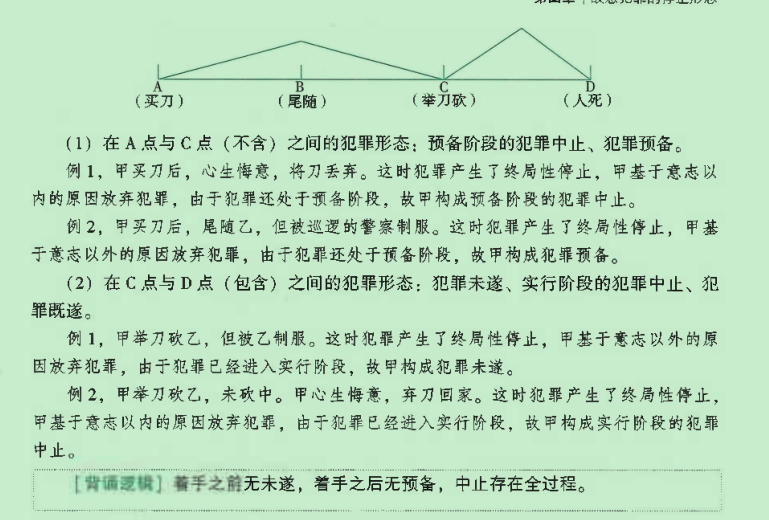 A B C D
(买刀) (尾随) (举刀砍) (人死)
(1) 在 A 点与 C 点 (不含) 之间的犯罪形态: 预备阶段的犯罪中止、犯罪预备。
例 1, 甲买刀后, 心生悔意, 将刀丢弃。这时犯罪产生了终局性停止, 甲基于意志以
内的原因放弃犯罪, 由于犯罪还处于预备阶段, 故甲构成预备阶段的犯罪中止。
例 2, 甲买刀后, 尾随乙, 但被巡逻的警察制服。这时犯罪产生了终局性停止, 甲基
于意志以外的原因放弃犯罪, 由于犯罪还处于预备阶段, 故甲构成犯罪预备。
(2) 在 C 点与 D 点 (包含) 之间的犯罪形态: 犯罪未遂、实行阶段的犯罪中止、犯
罪既遂。
例 1, 甲举刀砍乙, 但被乙制服。这时犯罪产生了终局性停止, 甲基于意志以外的原
因放弃犯罪, 由于犯罪已经进入实行阶段, 故甲构成犯罪未遂。
例 2, 甲举刀砍乙, 未砍中。甲心生悔意, 弃刀回家。这时犯罪产生了终局性停止,
甲基于意志以内的原因放弃犯罪, 由于犯罪已经进入实行阶段, 故甲构成实行阶段的犯罪
中止。
[背诵逻辑] 着手之前无未遂, 着手之后无预备, 中止存在全过程。